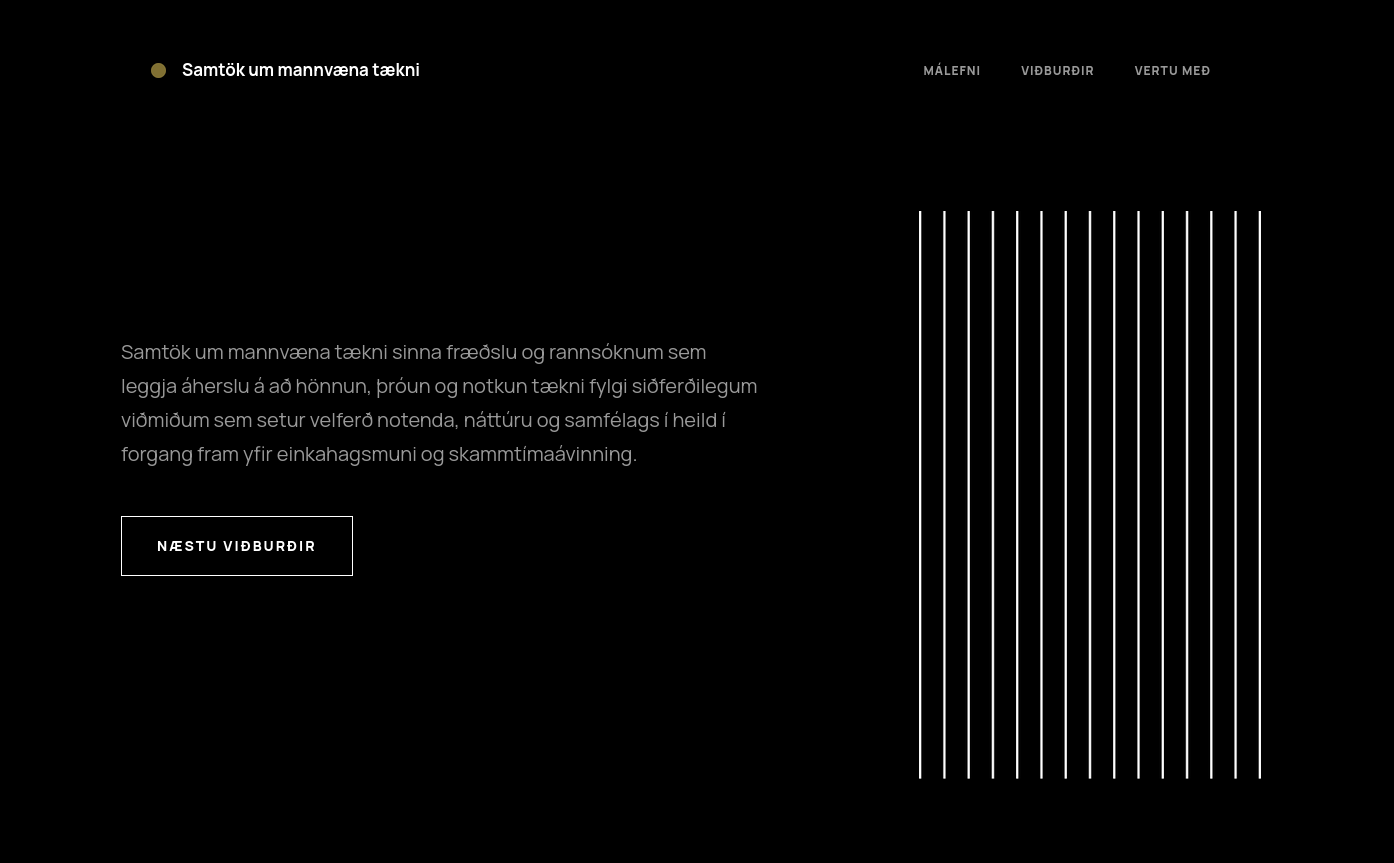 Samtök um mannvæna tækni
MÁLEFNI
VIÐBURÐIR
VERTU MEÐ
Samtök um mannvæna tækni sinna fræðslu og rannsóknum sem
leggja áherslu á að hönnun, þróun og notkun tækni fylgi siðferðilegum
viðmiðum sem setur velferð notenda, náttúru og samfélags í heild í
forgang fram yfir einkahagsmuni og skammtímaávinning.
NÆSTU VIÐBURÐIR